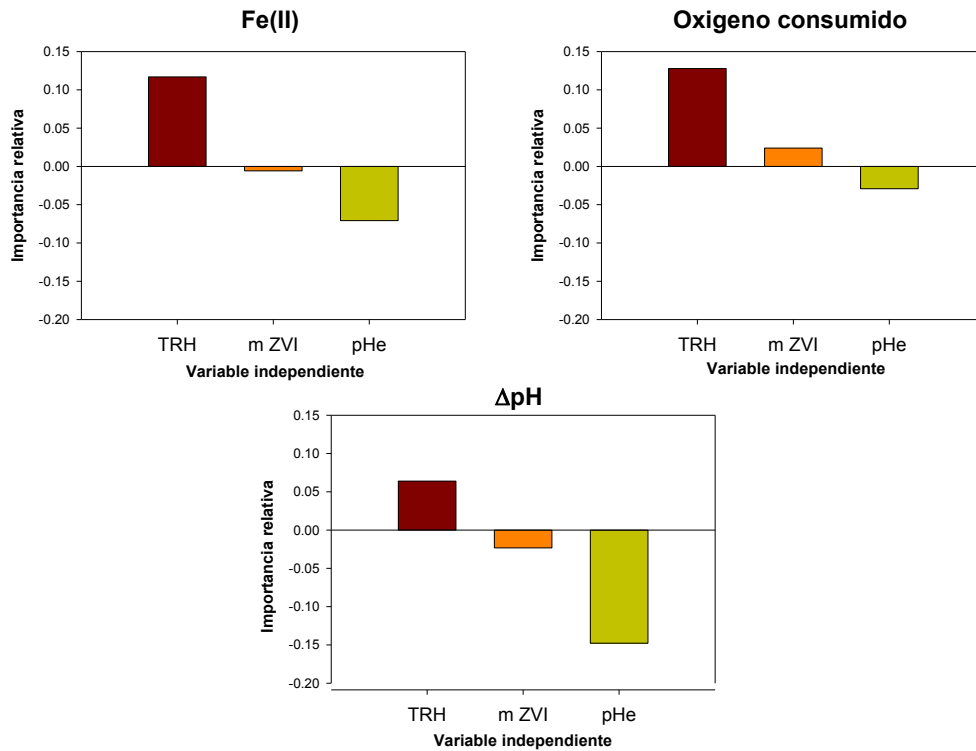 Fe(II)
0.15
0.10
0.05
0.00
-0.05
-0.10
-0.15
-0.20
Importancia relativa
TRH m ZVI pHe
Variable independiente
Oxigeno consumido
0.15
0.10
0.05
0.00
-0.05
-0.10
-0.15
-0.20
Importancia relativa
TRH m ZVI pHe
Variable independiente
ΔpH
0.15
0.10
0.05
0.00
-0.05
-0.10
-0.15
-0.20
Importancia relativa
TRH m ZVI pHe
Variable independiente